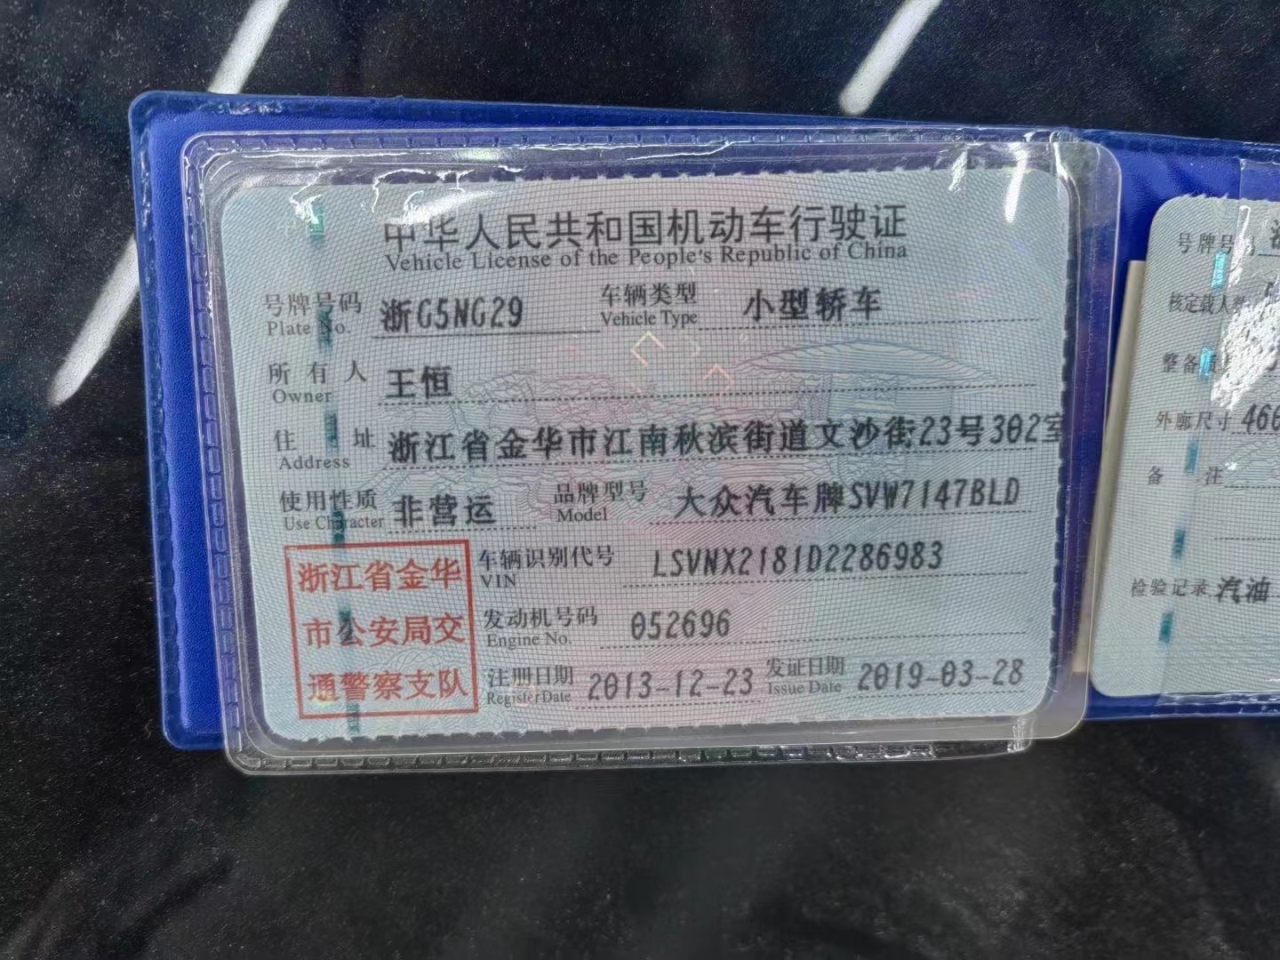 中华人民共和国机动车行驶证
Vehicle License of the People's Republic of China
号牌号码 浙G5NG29 车辆类型 小型轿车
Plate No. Vehicle Type
所有人 王恒
Owner
住址 浙江省金华市江南秋滨街道文沙街23号302室
Address
使用性质 非营运 品牌型号 大众汽车牌SVW7147BLD
Use Character Model
浙江省金华
市公安局交
通警察支队
车辆识别代号 LSVNX2181D2286983
VIN
发动机号码 052696
Engine No.
注册日期 2013-12-23 发证日期 2019-03-28
Register Date Issue Date
号牌号码
核定载人数
整备质
外廓尺寸 466
备注
检验记录 汽油